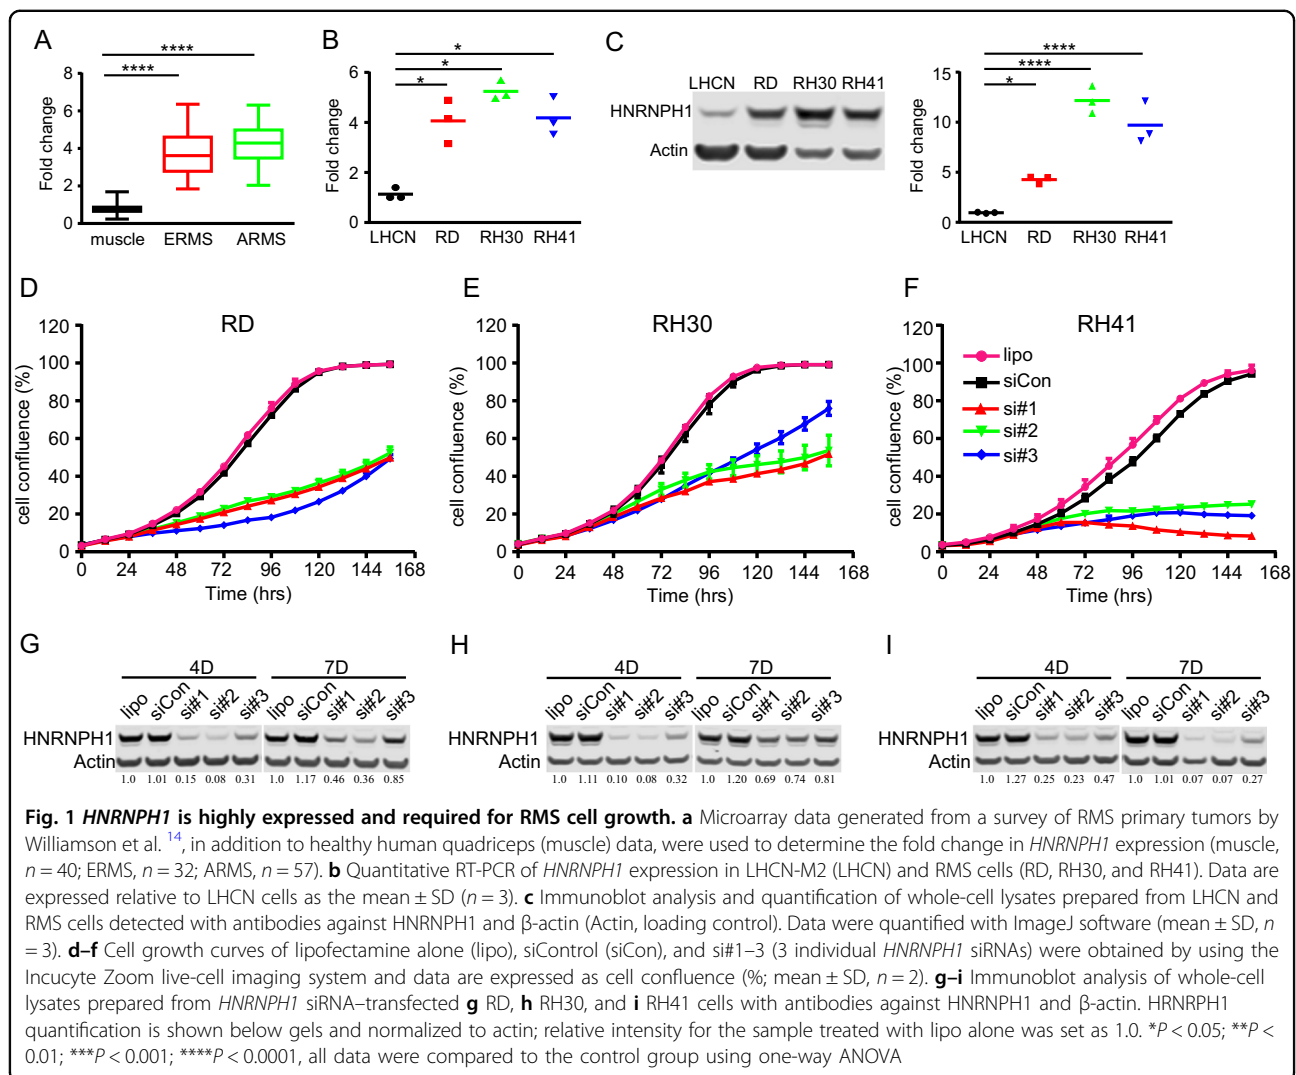 A
****
****
Fold change
8
6
4
2
0
muscle ERMS ARMS
B
*
*
*
Fold change
6
4
2
0
LHCN RD RH30 RH41
C
LHCN RD RH30 RH41
HNRNPH1
Actin
****
****
*
Fold change
15
10
5
0
LHCN RD RH30 RH41
D
RD
cell confluence (%)
120
100
80
60
40
20
0
0 24 48 72 96 120 144 168
Time (hrs)
E
RH30
cell confluence (%)
120
100
80
60
40
20
0
0 24 48 72 96 120 144 168
Time (hrs)
F
RH41
cell confluence (%)
120
100
80
60
40
20
0
lipo
siCon
si#1
si#2
si#3
0 24 48 72 96 120 144 168
Time (hrs)
G
4D 7D
lipo siCon si#1 si#2 si#3 lipo siCon si#1 si#2 si#3
HNRNPH1
Actin
1.0 1.01 0.15 0.08 0.31 1.0 1.17 0.46 0.36 0.85
H
4D 7D
lipo siCon si#1 si#2 si#3 lipo siCon si#1 si#2 si#3
HNRNPH1
Actin
1.0 1.11 0.10 0.08 0.32 1.0 1.20 0.69 0.74 0.81
I
4D 7D
lipo siCon si#1 si#2 si#3 lipo siCon si#1 si#2 si#3
HNRNPH1
Actin
1.0 1.27 0.25 0.23 0.47 1.0 1.01 0.07 0.07 0.27
Fig. 1 HNRNPH1 is highly expressed and required for RMS cell growth. a Microarray data generated from a survey of RMS primary tumors by
Williamson et al. 14, in addition to healthy human quadriceps (muscle) data, were used to determine the fold change in HNRNPH1 expression (muscle,
n = 40; ERMS, n = 32; ARMS, n = 57). b Quantitative RT-PCR of HNRNPH1 expression in LHCN-M2 (LHCN) and RMS cells (RD, RH30, and RH41). Data are
expressed relative to LHCN cells as the mean ± SD (n = 3). c Immunoblot analysis and quantification of whole-cell lysates prepared from LHCN and
RMS cells detected with antibodies against HNRNPH1 and β-actin (Actin, loading control). Data were quantified with ImageJ software (mean ± SD, n
= 3). d–f Cell growth curves of lipofectamine alone (lipo), siControl (siCon), and si#1–3 (3 individual HNRNPH1 siRNAs) were obtained by using the
Incucyte Zoom live-cell imaging system and data are expressed as cell confluence (%; mean ± SD, n = 2). g–i Immunoblot analysis of whole-cell
lysates prepared from HNRNPH1 siRNA–transfected g RD, h RH30, and i RH41 cells with antibodies against HNRNPH1 and β-actin. HRNRPH1
quantification is shown below gels and normalized to actin; relative intensity for the sample treated with lipo alone was set as 1.0. *P < 0.05; **P <
0.01; ***P < 0.001; ****P < 0.0001, all data were compared to the control group using one-way ANOVA